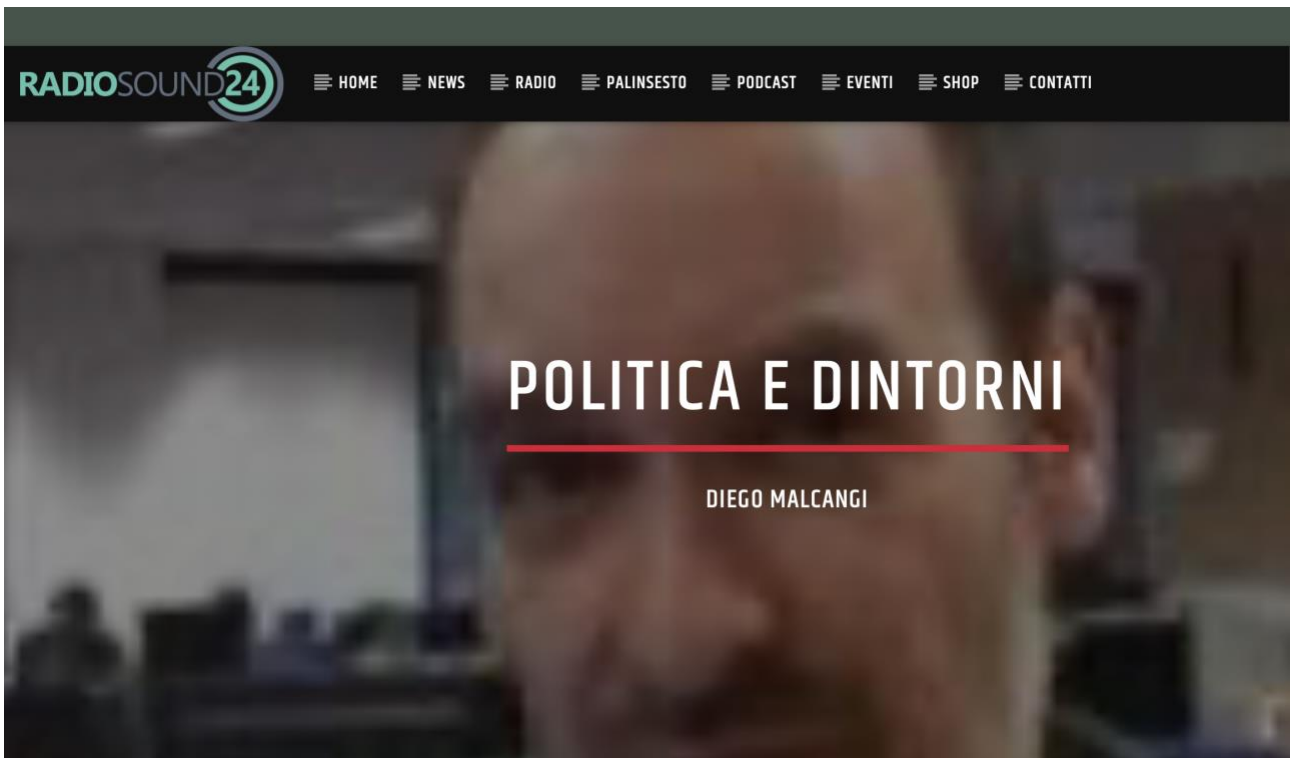 RADIOSOUND24 HOME NEWS RADIO PALINSESTO PODCAST EVENTI SHOP CONTATTI
POLITICA E DINTORNI
DIEGO MALCANGI